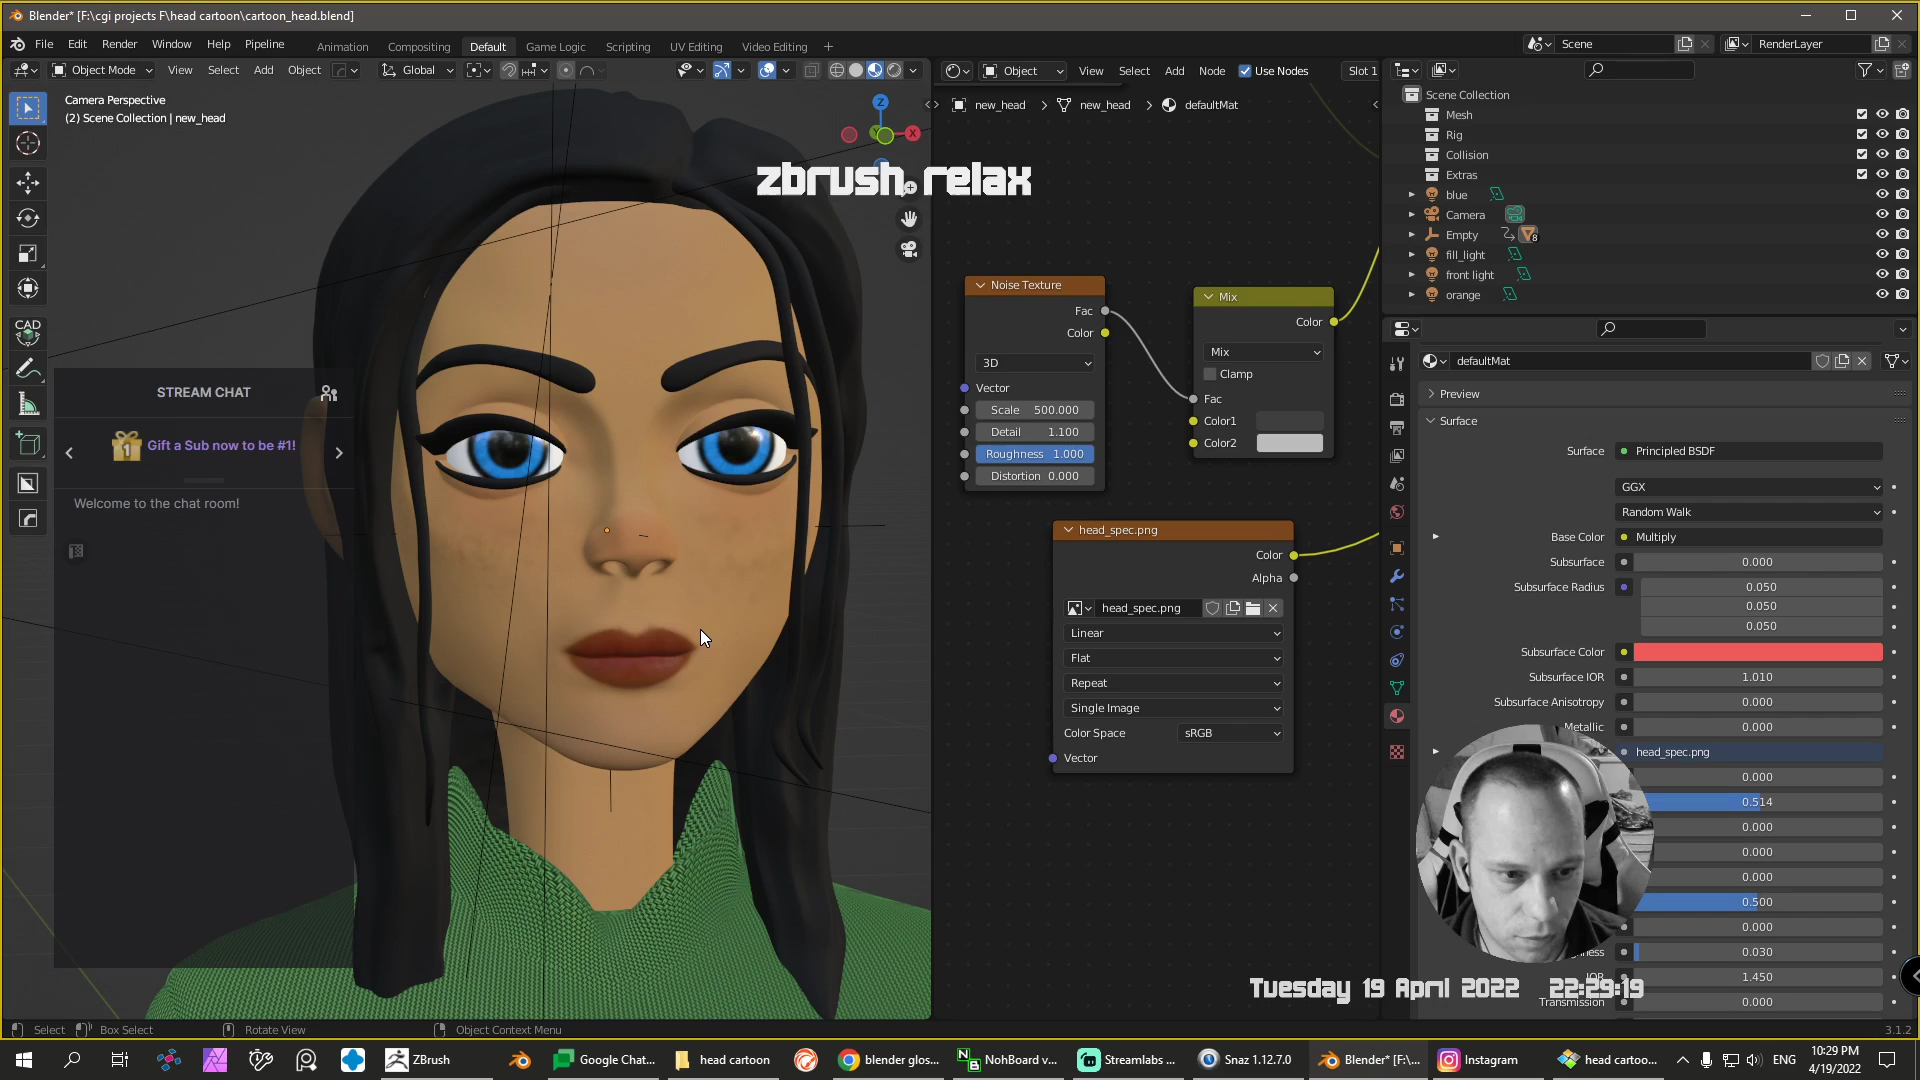 Blender* [F:\cgi projects F\head cartoon\cartoon_head.blend]
File Edit Render Window Help Pipeline
Animation Compositing Default Game Logic Scripting UV Editing Video Editing +
Scene
RenderLayer
Object Mode View Select Add Object Global
Object View Select Add Node Use Nodes Slot 1
Camera Perspective
(2) Scene Collection | new_head
Z
X
Y
new_head > new_head > defaultMat
zbrush relax
CAD
STREAM CHAT
1
Gift a Sub now to be #1!
Welcome to the chat room!
Noise Texture
Fac
Color
3D
Vector
Scale 500.000
Detail 1.100
Roughness 1.000
Distortion 0.000
Mix
Color
Mix
Clamp
Fac
Color1
Color2
head_spec.png
Color
Alpha
head_spec.png
Linear
Flat
Repeat
Single Image
Color Space sRGB
Vector
Scene Collection
Mesh
Rig
Collision
Extras
blue
Camera
Empty 8
fill_light
front light
orange
defaultMat
Preview
Surface
Surface Principled BSDF
GGX
Random Walk
Base Color Multiply
Subsurface 0.000
Subsurface Radius 0.050
0.050
0.050
Subsurface Color
Subsurface IOR 1.010
Subsurface Anisotropy 0.000
Metallic 0.000
head_spec.png
0.000
0.514
0.000
0.000
0.000
0.500
0.000
0.030
IOR 1.450
Transmission 0.000
Tuesday 19 April 2022 22:29:19
Select Box Select Rotate View Object Context Menu
3.1.2
ZBrush
Google Chat...
head cartoon
blender glos...
NohBoard v...
Streamlabs ...
Snaz 1.12.7.0
Blender* [F:\...
Instagram
head cartoo...
ENG
10:29 PM
4/19/2022